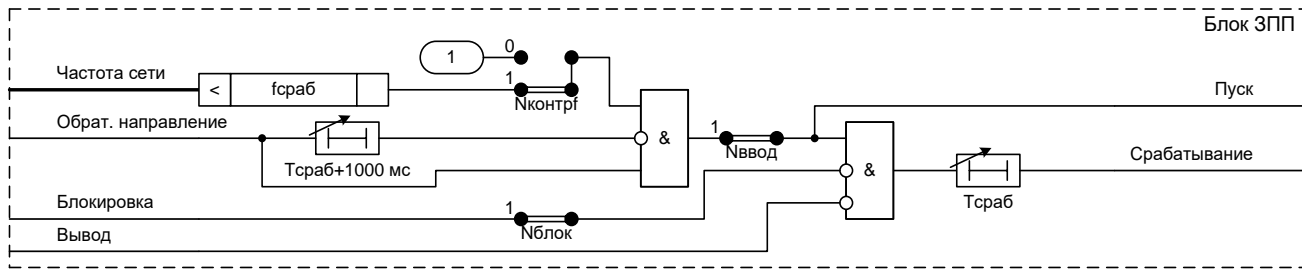 Блок ЗПП
1
0
Частота сети
< fсраб
1
Nконтрf
Пуск
Обрат. направление
&
1
Nввод
Tсраб+1000 мс
&
Срабатывание
Tсраб
Блокировка
1
Nблок
Вывод